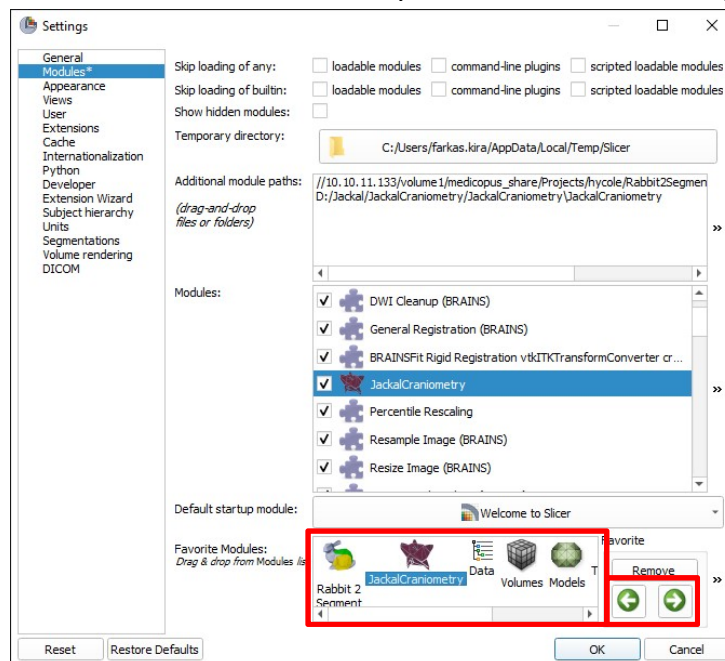 Settings
General
Modules*
Appearance
Views
User
Extensions
Cache
Internationalization
Python
Developer
Extension Wizard
Subject hierarchy
Units
Segmentations
Volume rendering
DICOM
Skip loading of any: loadable modules command-line plugins scripted loadable modules
Skip loading of builtin: loadable modules command-line plugins scripted loadable modules
Show hidden modules:
Temporary directory: C:/Users/farkas.kira/AppData/Local/Temp/Slicer
Additional module paths:
(drag-and-drop
files or folders)
//10.10.11.133/volume1/medicopus_share/Projects/hycole/Rabbit2Segmen
D:/Jackal/JackalCraniometry/JackalCraniometry\JackalCraniometry
»
Modules:
DWI Cleanup (BRAINS)
General Registration (BRAINS)
BRAINSFit Rigid Registration vtkITKTransformConverter cr...
JackalCraniometry
Percentile Rescaling
Resample Image (BRAINS)
Resize Image (BRAINS)
»
Default startup module: Welcome to Slicer
Favorite Modules:
Drag & drop from Modules lis
Rabbit 2
Segment
JackalCraniometry
Data
Volumes
Models
T
Favorite
Remove
»
Reset Restore Defaults OK Cancel